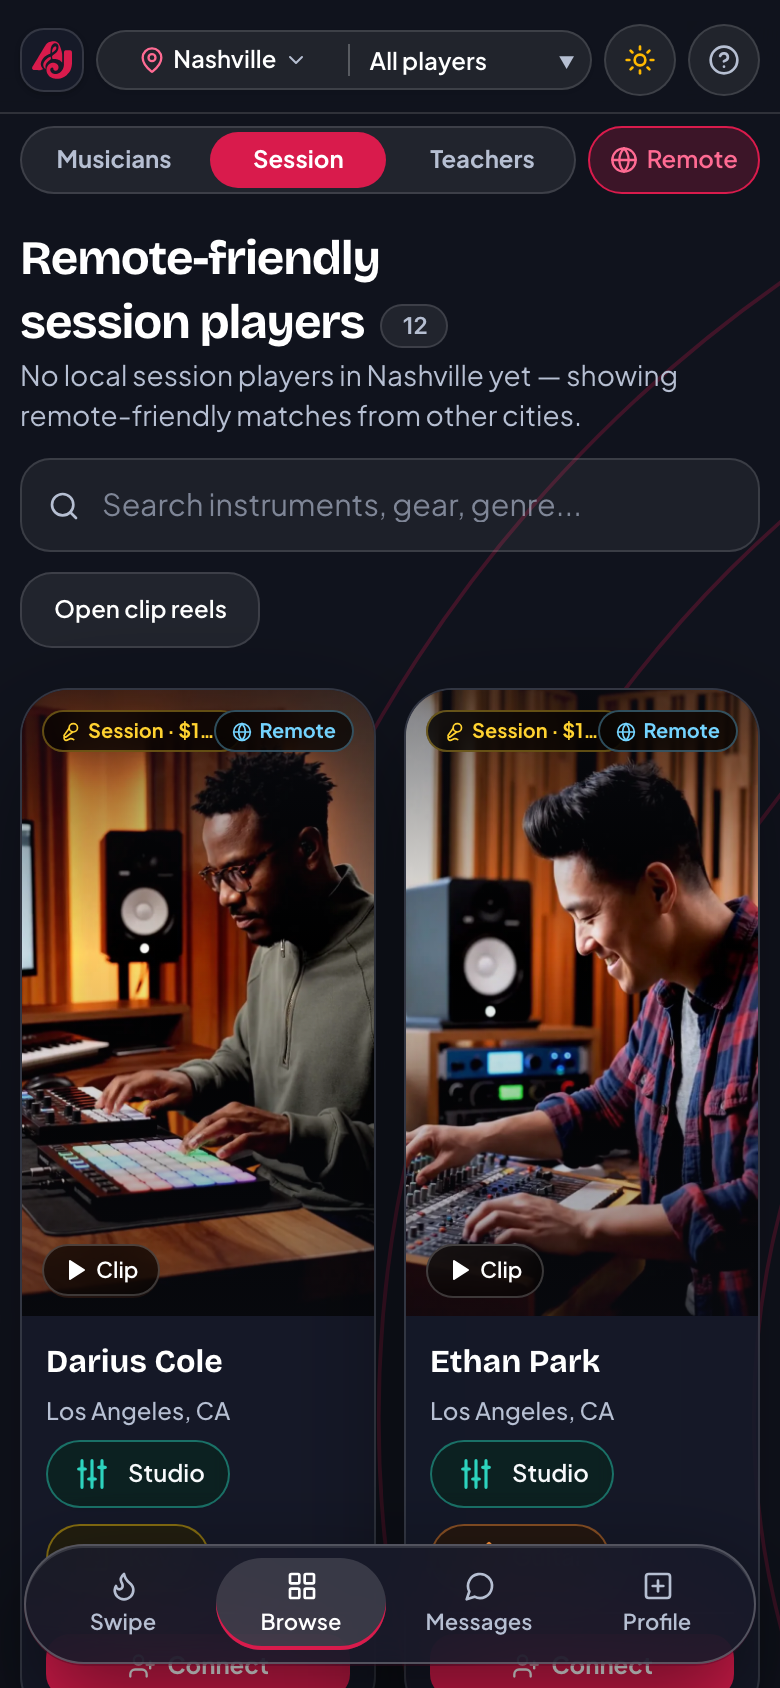 Nashville
All players
Musicians
Session
Teachers
Remote
Remote-friendly
session players 12
No local session players in Nashville yet — showing
remote-friendly matches from other cities.
Search instruments, gear, genre...
Open clip reels
Session · $1...
Remote
Session · $1...
Remote
Clip
Clip
Darius Cole
Los Angeles, CA
Studio
Ethan Park
Los Angeles, CA
Studio
Connect
Connect
Swipe
Browse
Messages
Profile